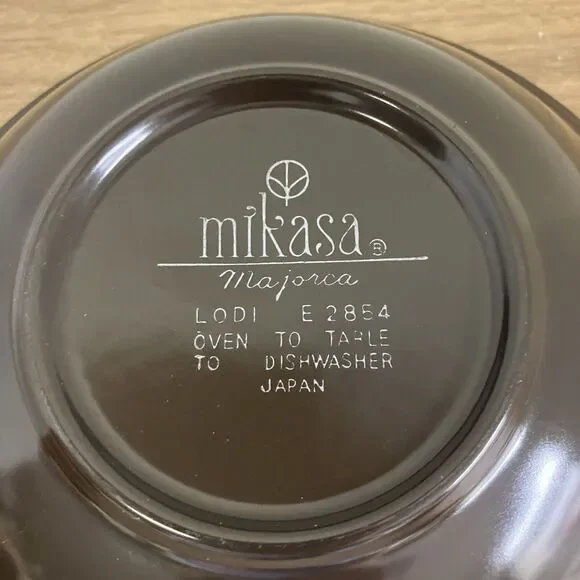 mikasa ®
Majorca
LODI E 2854
OVEN TO TABLE
TO DISHWASHER
JAPAN